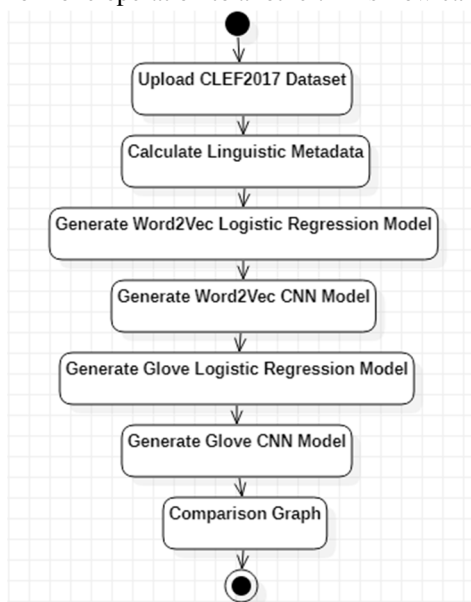 Upload CLEF2017 Dataset
Calculate Linguistic Metadata
Generate Word2Vec Logistic Regression Model
Generate Word2Vec CNN Model
Generate Glove Logistic Regression Model
Generate Glove CNN Model
Comparison Graph